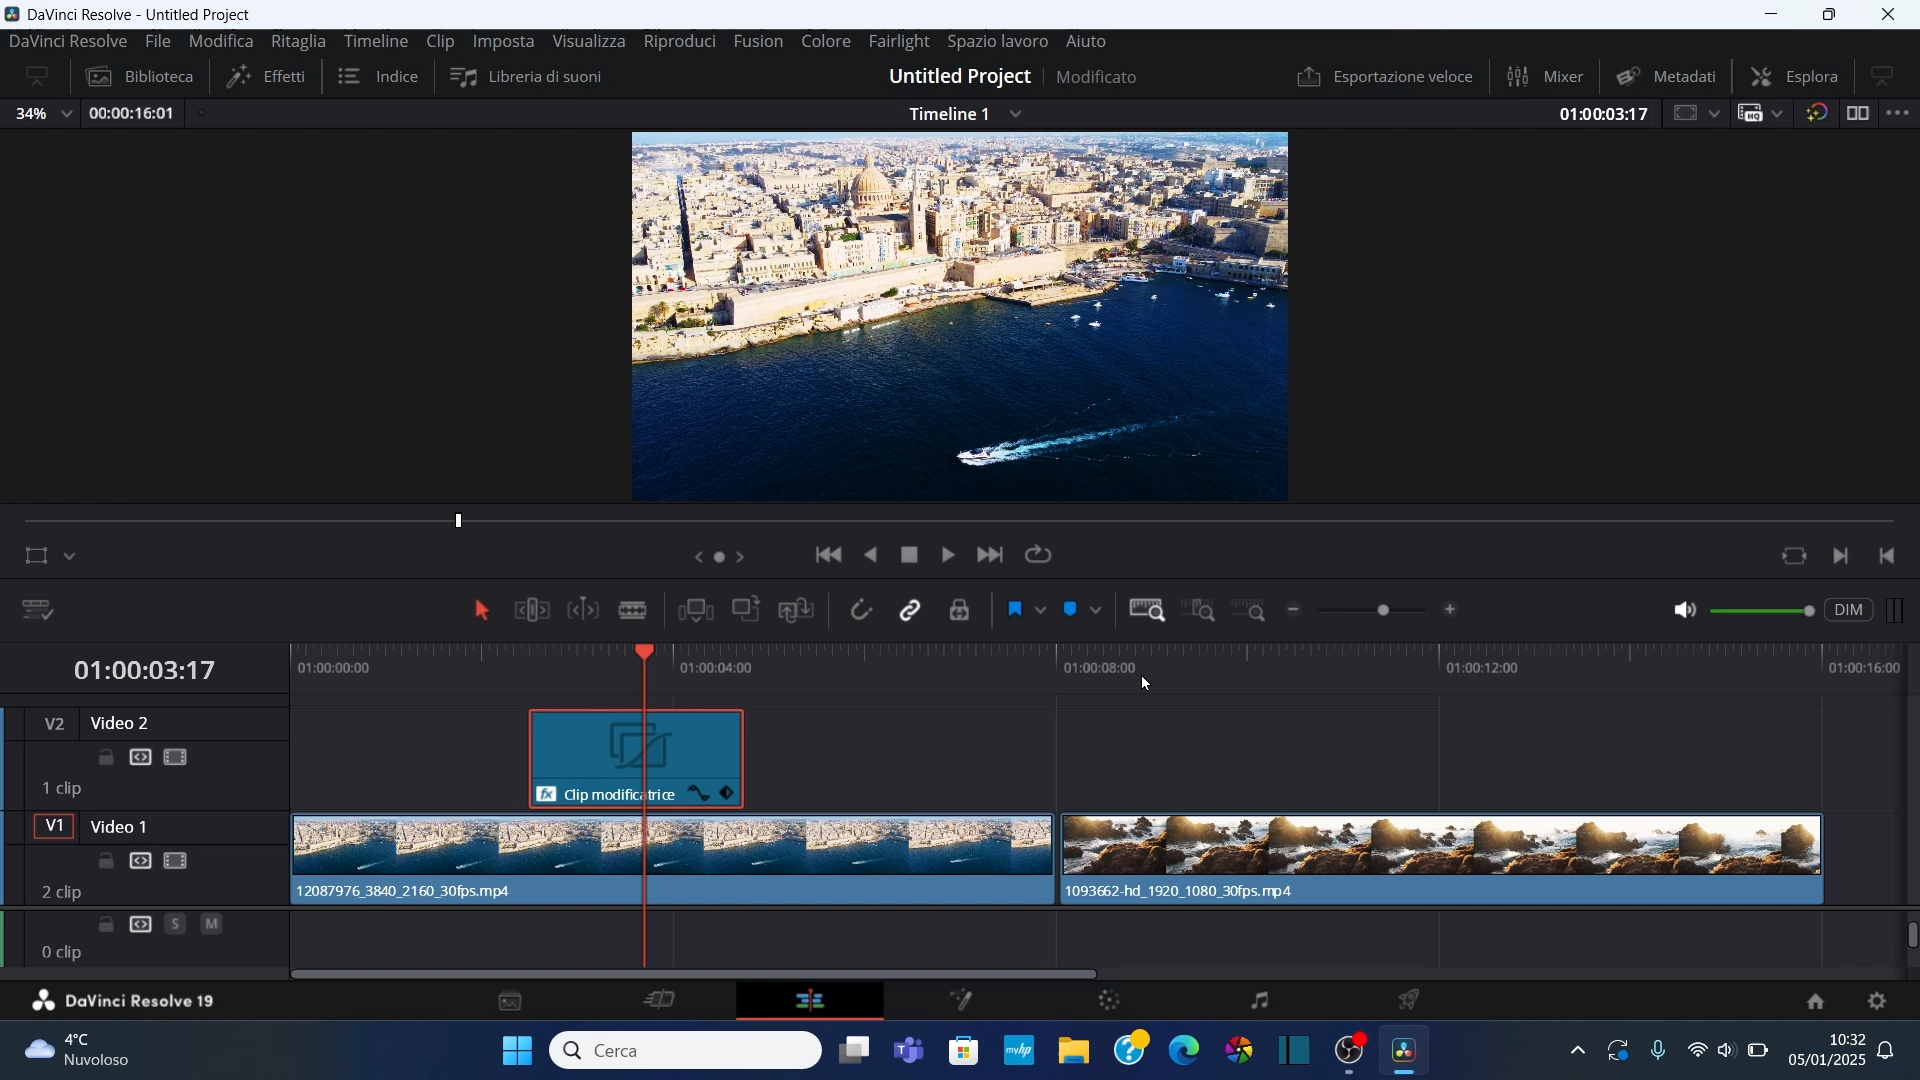 DaVinci Resolve - Untitled Project
DaVinci Resolve File Modifica Ritaglia Timeline Clip Imposta Visualizza Riproduci Fusion Colore Fairlight Spazio lavoro Aiuto
Biblioteca Effetti Indice Libreria di suoni Untitled Project Modificato Esportazione veloce Mixer Metadati Esplora
34% 00:00:16:01 Timeline 1 01:00:03:17 HQ
DIM
01:00:03:17 01:00:00:00 01:00:04:00 01:00:08:00 01:00:12:00 01:00:16:00
V2 Video 2
1 clip
fx Clip modificatrice
V1 Video 1
2 clip
12087976_3840_2160_30fps.mp4 1093662-hd_1920_1080_30fps.mp4
S M
0 clip
DaVinci Resolve 19
4°C
Nuvoloso
Cerca
myhp
10:32
05/01/2025